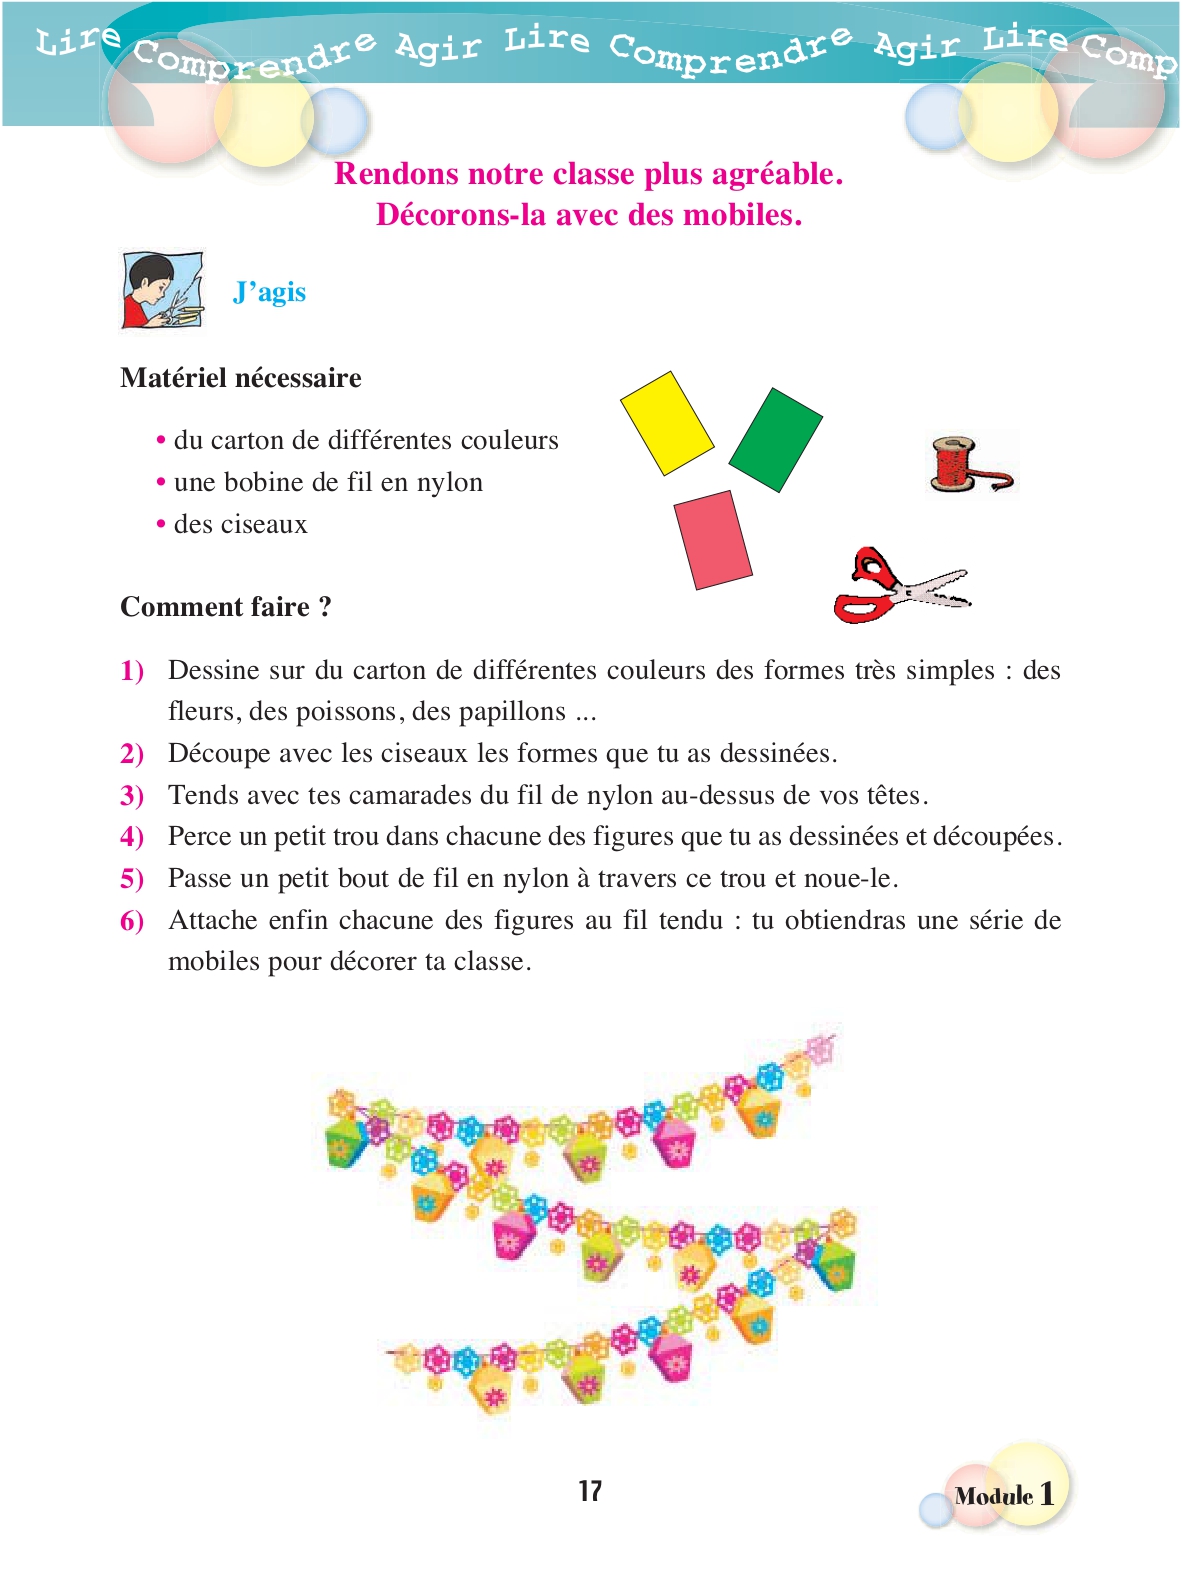 Lire Comprendre Agir Lire Comprendre Agir Lire Comp
Rendons notre classe plus agréable.
Décorons-la avec des mobiles.
J’agis
Matériel nécessaire
• du carton de différentes couleurs
• une bobine de fil en nylon
• des ciseaux
Comment faire ?
1) Dessine sur du carton de différentes couleurs des formes très simples : des
fleurs, des poissons, des papillons ...
2) Découpe avec les ciseaux les formes que tu as dessinées.
3) Tends avec tes camarades du fil de nylon au-dessus de vos têtes.
4) Perce un petit trou dans chacune des figures que tu as dessinées et découpées.
5) Passe un petit bout de fil en nylon à travers ce trou et noue-le.
6) Attache enfin chacune des figures au fil tendu : tu obtiendras une série de
mobiles pour décorer ta classe.
17
Module 1